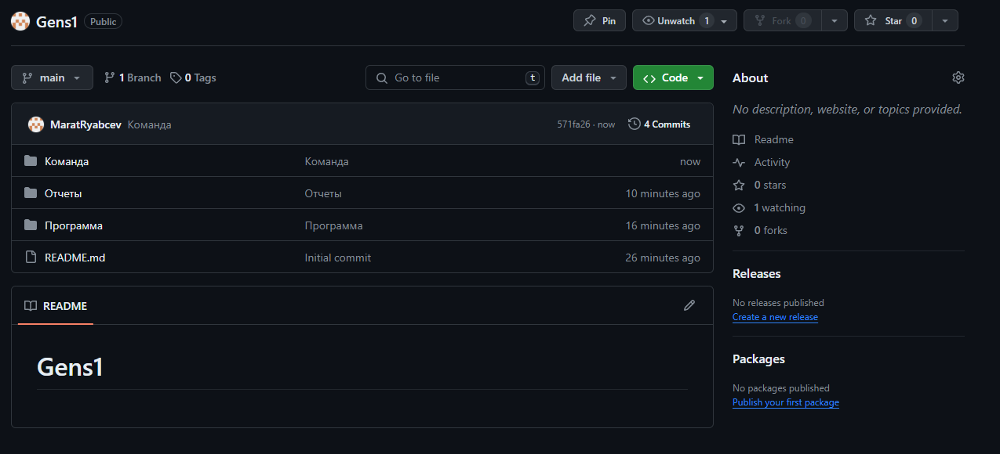 Gens1 Public
Pin
Unwatch 1
Fork 0
Star 0
main
1 Branch
0 Tags
Go to file t
Add file
Code
MaratRyabcev Команда 571fa26 · now 4 Commits
Команда Команда now
Отчеты Отчеты 10 minutes ago
Программа Программа 16 minutes ago
README.md Initial commit 26 minutes ago
README
Gens1
About
No description, website, or topics provided.
Readme
Activity
0 stars
1 watching
0 forks
Releases
No releases published
Create a new release
Packages
No packages published
Publish your first package